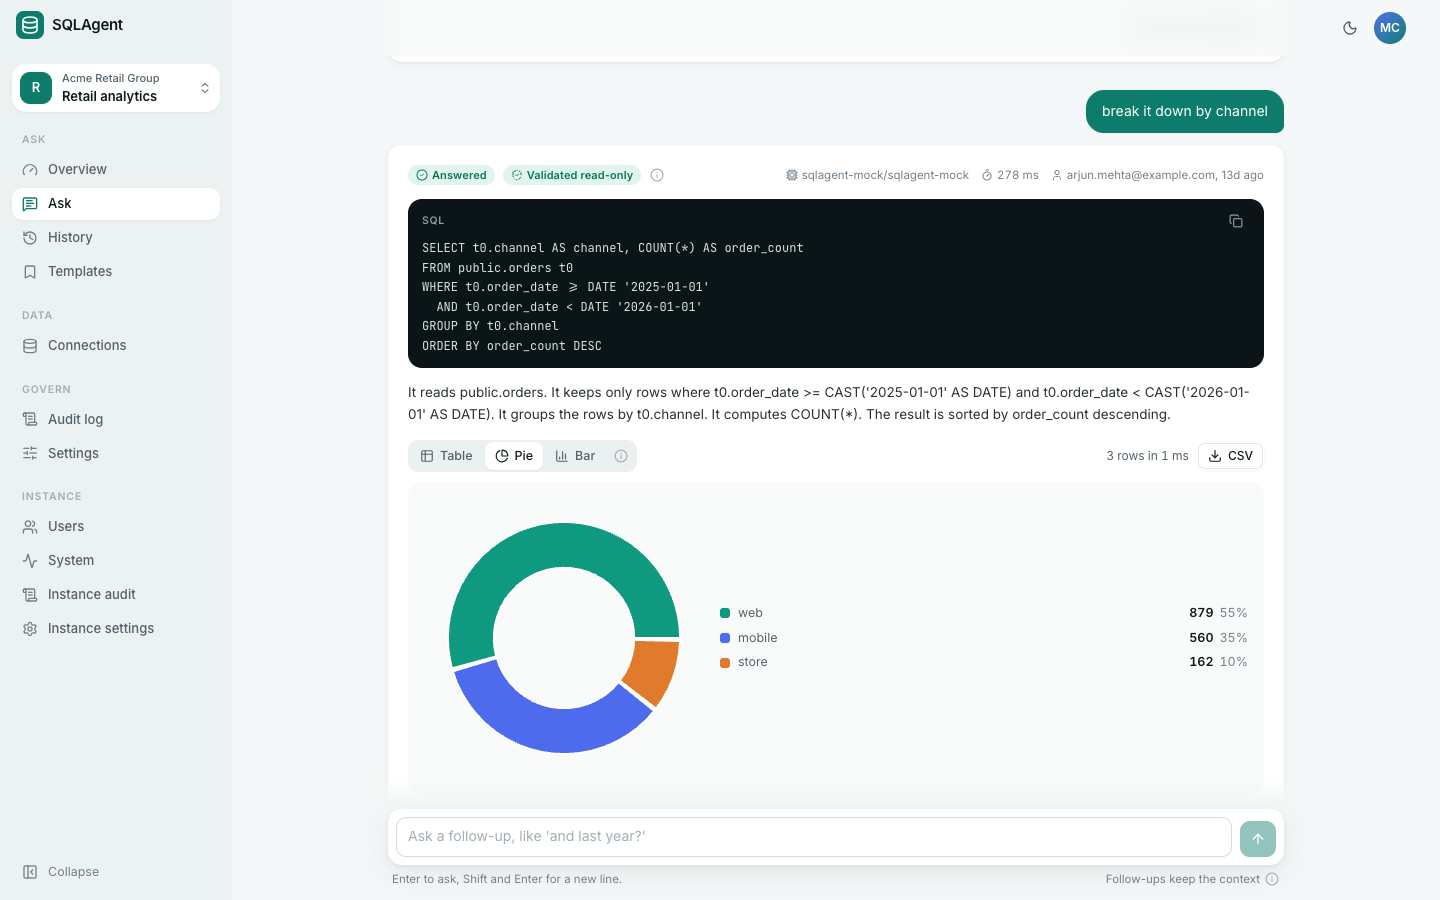 SQLAgent
MC
R
Acme Retail Group
Retail analytics
ASK
Overview
Ask
History
Templates
DATA
Connections
GOVERN
Audit log
Settings
INSTANCE
Users
System
Instance audit
Instance settings
Collapse
break it down by channel
Answered
Validated read-only
sqlagent-mock/sqlagent-mock
278 ms
arjun.mehta@example.com, 13d ago
SQL
SELECT t0.channel AS channel, COUNT(*) AS order_count
FROM public.orders t0
WHERE t0.order_date >= DATE '2025-01-01'
  AND t0.order_date < DATE '2026-01-01'
GROUP BY t0.channel
ORDER BY order_count DESC
It reads public.orders. It keeps only rows where t0.order_date >= CAST('2025-01-01' AS DATE) and t0.order_date < CAST('2026-01-
01' AS DATE). It groups the rows by t0.channel. It computes COUNT(*). The result is sorted by order_count descending.
Table
Pie
Bar
3 rows in 1 ms
CSV
web 879 55%
mobile 560 35%
store 162 10%
Ask a follow-up, like 'and last year?'
Enter to ask, Shift and Enter for a new line.
Follow-ups keep the context